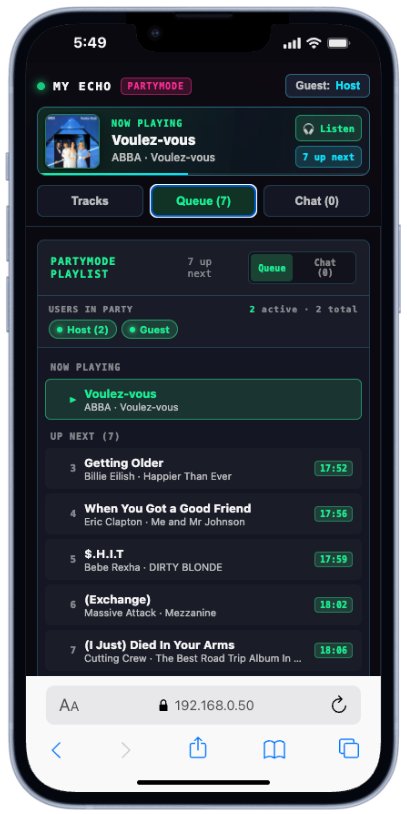 5:49
MY ECHO PARTYMODE Guest: Host
NOW PLAYING
Voulez-vous
ABBA · Voulez-vous
🎧 Listen
7 up next
Tracks Queue (7) Chat (0)
PARTYMODE PLAYLIST
7 up next
Queue
Chat (0)
USERS IN PARTY 2 active · 2 total
Host (2) Guest
NOW PLAYING
▶ Voulez-vous
ABBA · Voulez-vous
UP NEXT (7)
3 Getting Older 17:52
Billie Eilish · Happier Than Ever
4 When You Got a Good Friend 17:56
Eric Clapton · Me and Mr Johnson
5 $.H.I.T 17:59
Bebe Rexha · DIRTY BLONDE
6 (Exchange) 18:02
Massive Attack · Mezzanine
7 (I Just) Died In Your Arms 18:06
Cutting Crew · The Best Road Trip Album In ...
AA 192.168.0.50